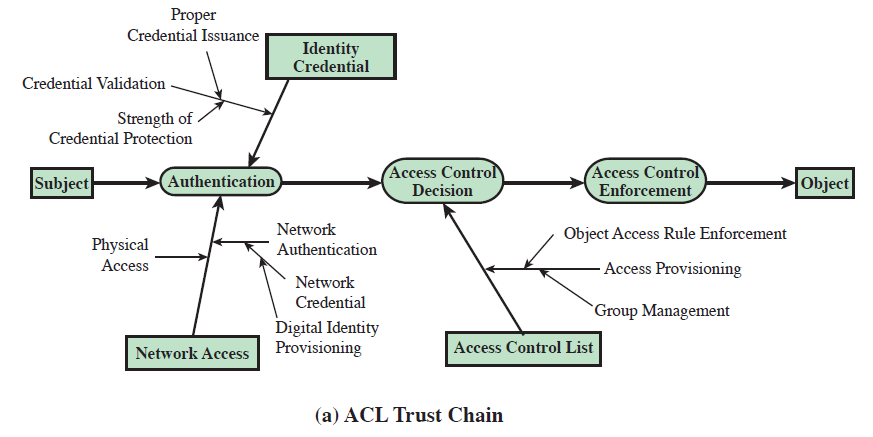 Proper
Credential Issuance
Identity
Credential
Credential Validation
Strength of
Credential Protection
Subject
Authentication
Access Control
Decision
Access Control
Enforcement
Object
Physical
Access
Network
Authentication
Network
Credential
Digital Identity
Provisioning
Object Access Rule Enforcement
Access Provisioning
Group Management
Network Access
Access Control List
(a) ACL Trust Chain